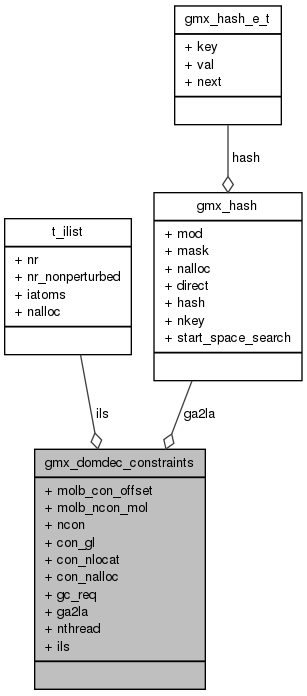 gmx_hash_e_t
+ key
+ val
+ next
hash
gmx_hash
+ mod
+ mask
+ nalloc
+ direct
+ hash
+ nkey
+ start_space_search
t_ilist
+ nr
+ nr_nonperturbed
+ iatoms
+ nalloc
ils
ga2la
gmx_domdec_constraints
+ molb_con_offset
+ molb_ncon_mol
+ ncon
+ con_gl
+ con_nlocat
+ con_nalloc
+ gc_req
+ ga2la
+ nthread
+ ils